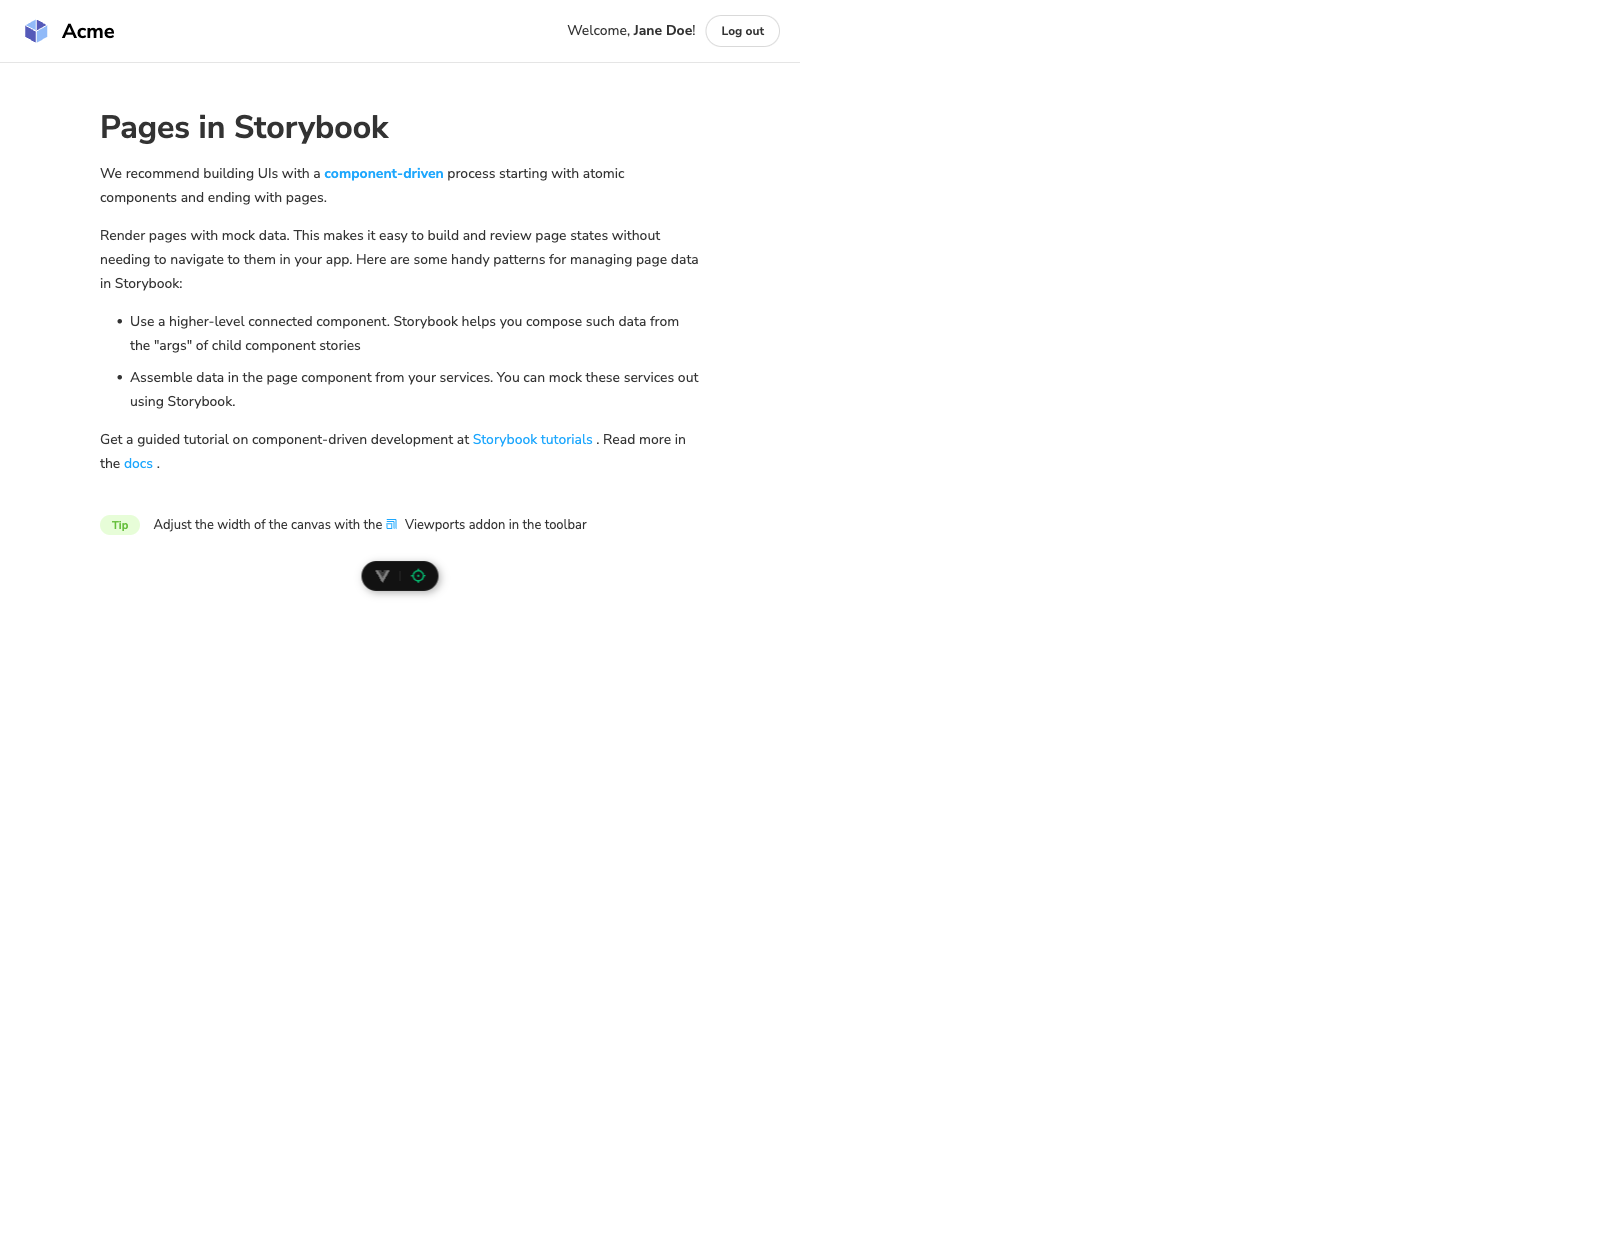 Acme
Welcome, Jane Doe!
Log out
Pages in Storybook
We recommend building UIs with a component-driven process starting with atomic
components and ending with pages.
Render pages with mock data. This makes it easy to build and review page states without
needing to navigate to them in your app. Here are some handy patterns for managing page data
in Storybook:
• Use a higher-level connected component. Storybook helps you compose such data from
the "args" of child component stories
• Assemble data in the page component from your services. You can mock these services out
using Storybook.
Get a guided tutorial on component-driven development at Storybook tutorials . Read more in
the docs .
Tip
Adjust the width of the canvas with the Viewports addon in the toolbar